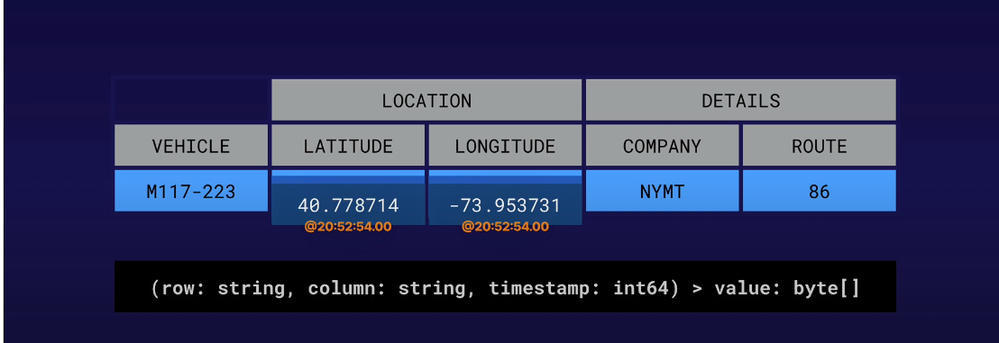 LOCATION DETAILS
VEHICLE LATITUDE LONGITUDE COMPANY ROUTE
M117-223 40.778714 -73.953731 NYMT 86
@20:52:54.00 @20:52:54.00
(row: string, column: string, timestamp: int64) > value: byte[]